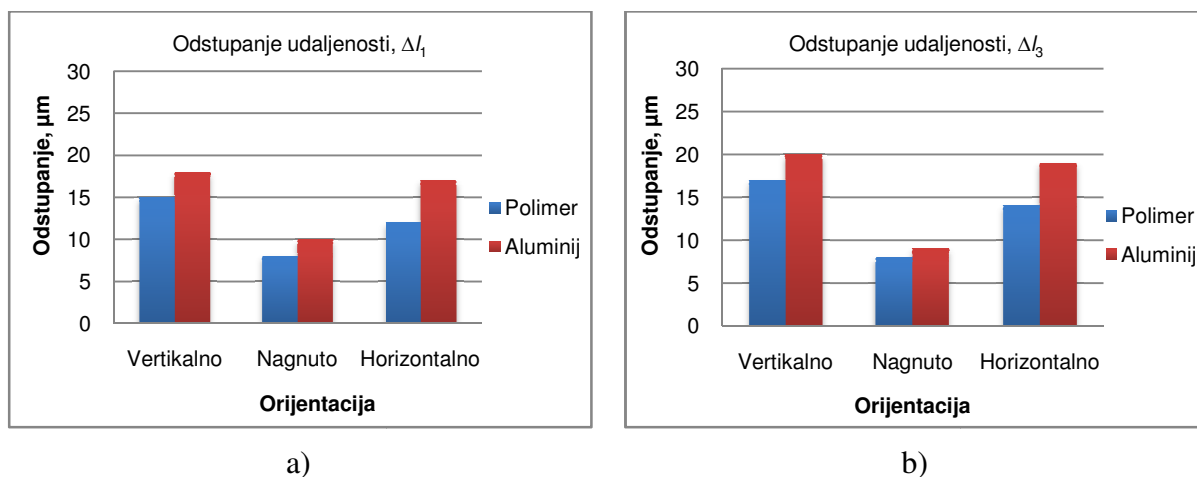 Odstupanje udaljenosti, Δl₁
30
25
20
15
10
5
0
Odstupanje, µm
Vertikalno
Nagnuto
Horizontalno
Orijentacija
Polimer
Aluminij
a)
Odstupanje udaljenosti, Δl₃
30
25
20
15
10
5
0
Odstupanje, µm
Vertikalno
Nagnuto
Horizontalno
Orijentacija
Polimer
Aluminij
b)